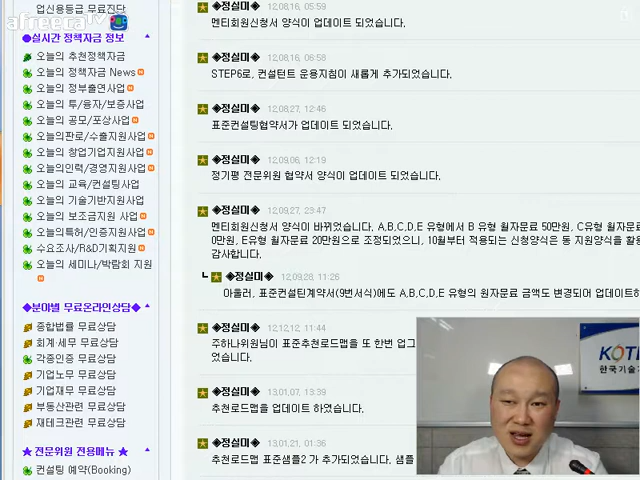 업신용등급 무료진단
afreecaTV
●실시간 정책자금 정보
오늘의 추천정책자금
오늘의 정책자금 News
오늘의 정부출연사업
오늘의 투/융자/보증사업
오늘의 공모/포상사업
오늘의판로/수출지원사업
오늘의 창업기업지원사업
오늘의인력/경영지원사업
오늘의 교육/컨설팅사업
오늘의 기술기반지원사업
오늘의 보조금지원 사업
오늘의특허/인증지원사업
수요조사/R&D기획지원
오늘의 세미나/박람회 지원
◆분야별 무료온라인상담◆
종합법률 무료상담
회계·세무 무료상담
각종인증 무료상담
기업노무 무료상담
기업재무 무료상담
부동산관련 무료상담
재테크관련 무료상담
★ 전문위원 전용메뉴 ★
컨설팅 예약(Booking)
◈정실미◈ 12.08.16, 05:59
멘티회원신청서 양식이 업데이트 되었습니다.
◈정실미◈ 12.08.16, 06:58
STEP6로, 컨설턴트 운용지침이 새롭게 추가되었습니다.
◈정실미◈ 12.08.27, 12:46
표준컨설팅협약서가 업데이트 되었습니다.
◈정실미◈ 12.09.06, 12:19
정기평 전문위원 협약서 양식이 업데이트 되었습니다.
◈정실미◈ 12.09.27, 23:47
멘티회원신청서 양식이 바뀌었습니다. A,B,C,D,E 유형에서 B 유형 월자문료 50만원, C유형 월자문료
0만원, E유형 월자문료 20만원으로 조정되었으니, 10월부터 적용되는 신청양식은 동 지원양식을 활용
감사합니다.
◈정실미◈ 12.09.28, 11:26
아울러, 표준컨설틴계약서(9번서식)에도 A,B,C,D,E 유형의 원자문료 금액도 변경되어 업데이트하
◈정실미◈ 12.12.12, 11:44
주하나위원님이 표준추천로드맵을 또 한번 업그
었습니다.
◈정실미◈ 13.01.07, 13:39
추천로드맵을 업데이트 하였습니다.
◈정실미◈ 13.01.21, 01:36
추천로드맵 표준샘플2 가 추가되었습니다. 샘플
KOTE
한국기술